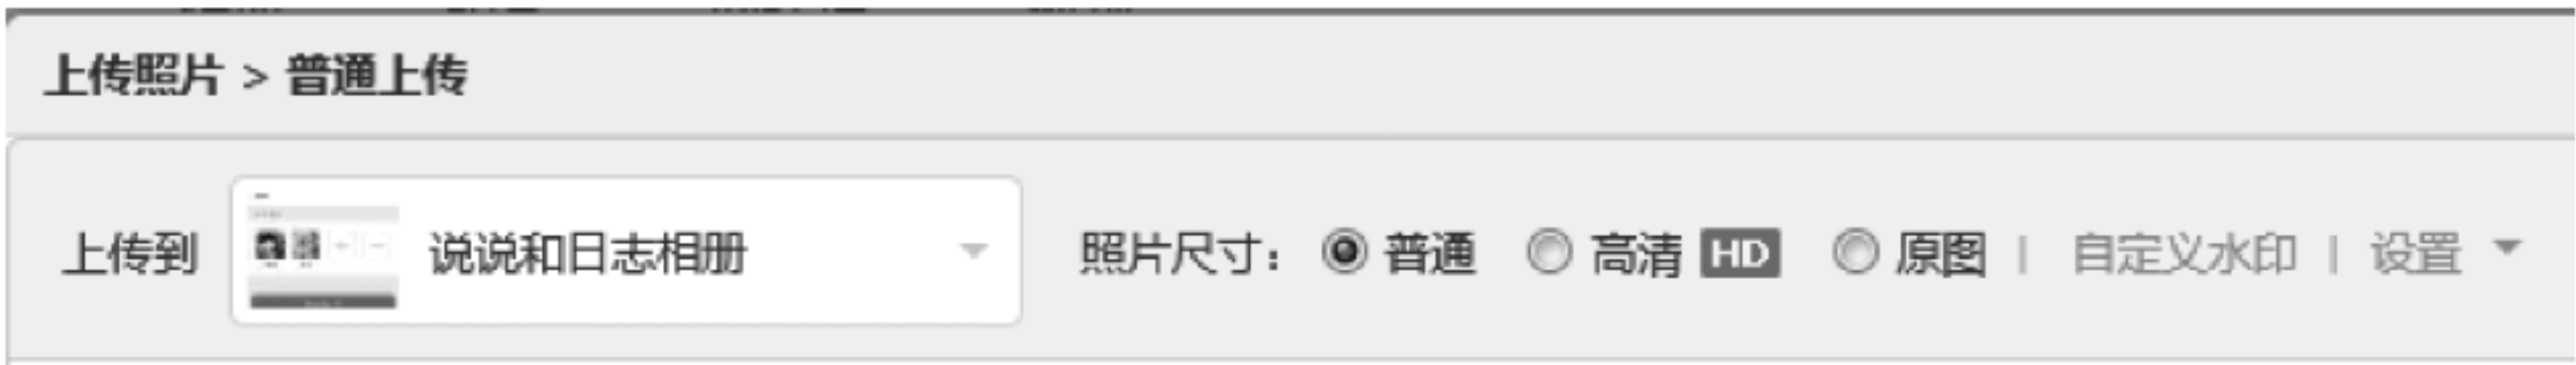 上传照片 > 普通上传
上传到 说说和日志相册 照片尺寸： 普通 高清 HD 原图 | 自定义水印 | 设置